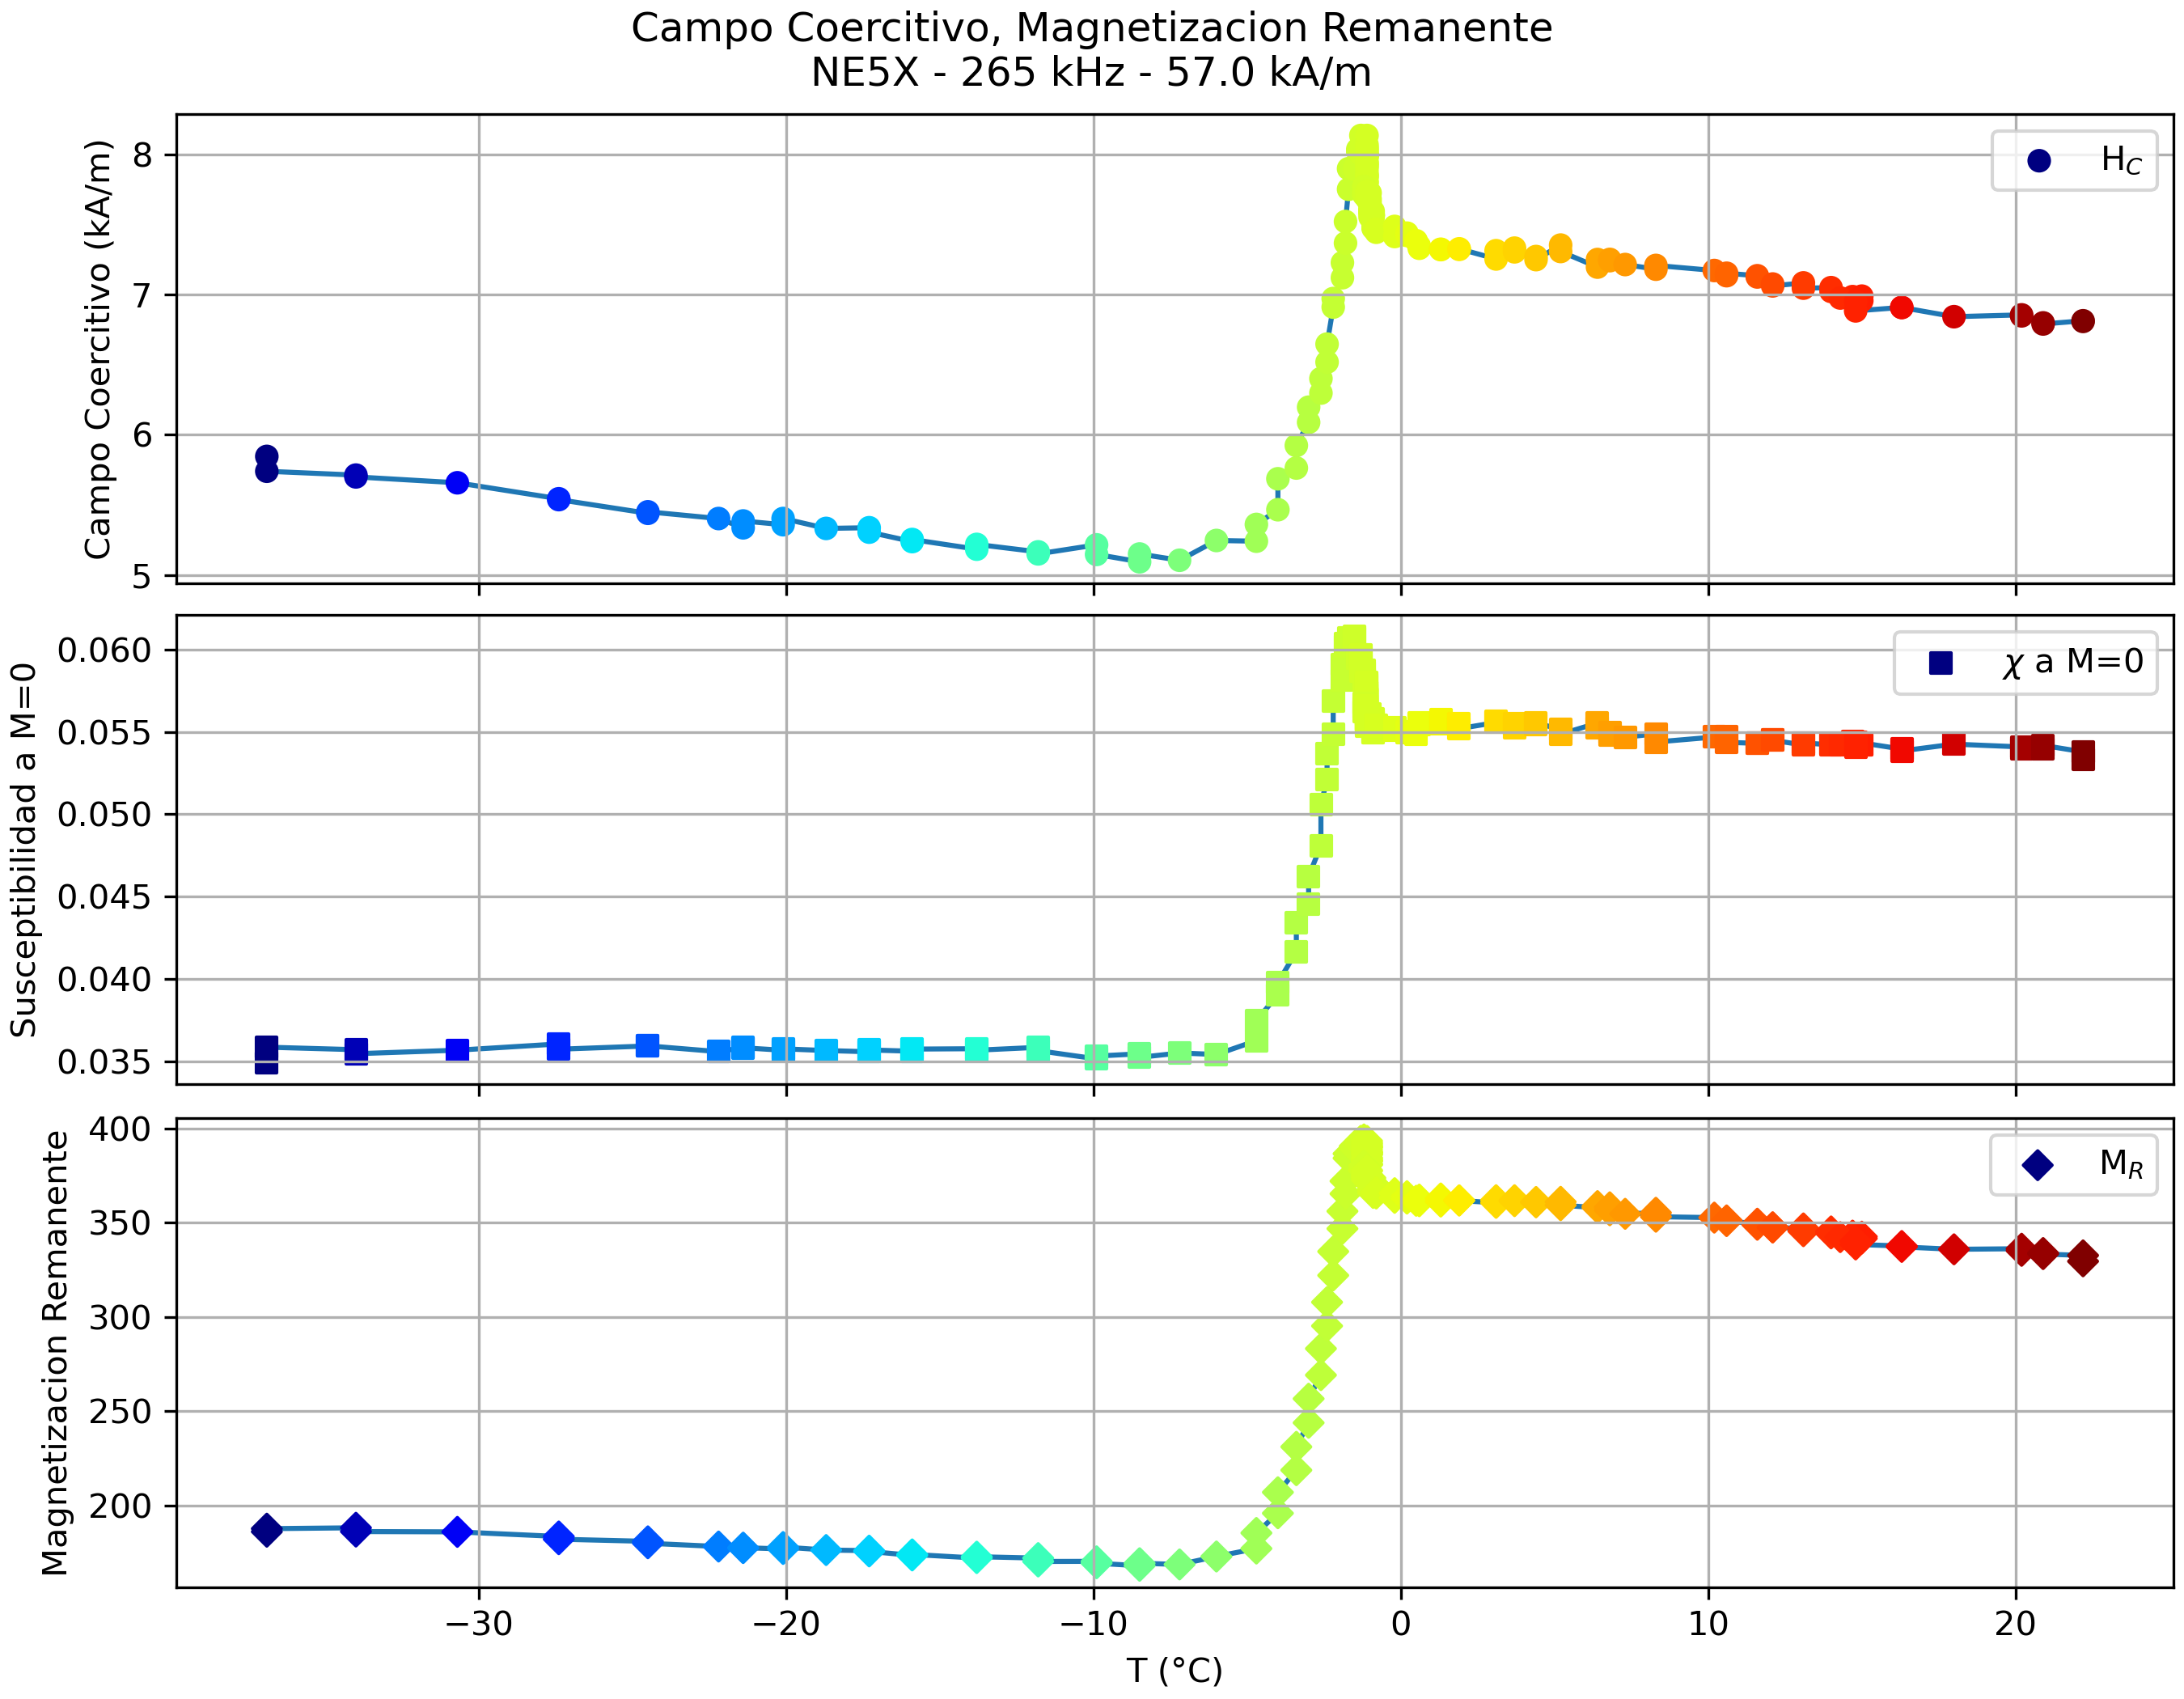 Campo Coercitivo, Magnetizacion Remanente
NE5X - 265 kHz - 57.0 kA/m
Campo Coercitivo (kA/m)
8
7
6
5
H_C
Susceptibilidad a M=0
0.060
0.055
0.050
0.045
0.040
0.035
χ a M=0
Magnetizacion Remanente
400
350
300
250
200
M_R
−30 −20 −10 0 10 20
T (°C)